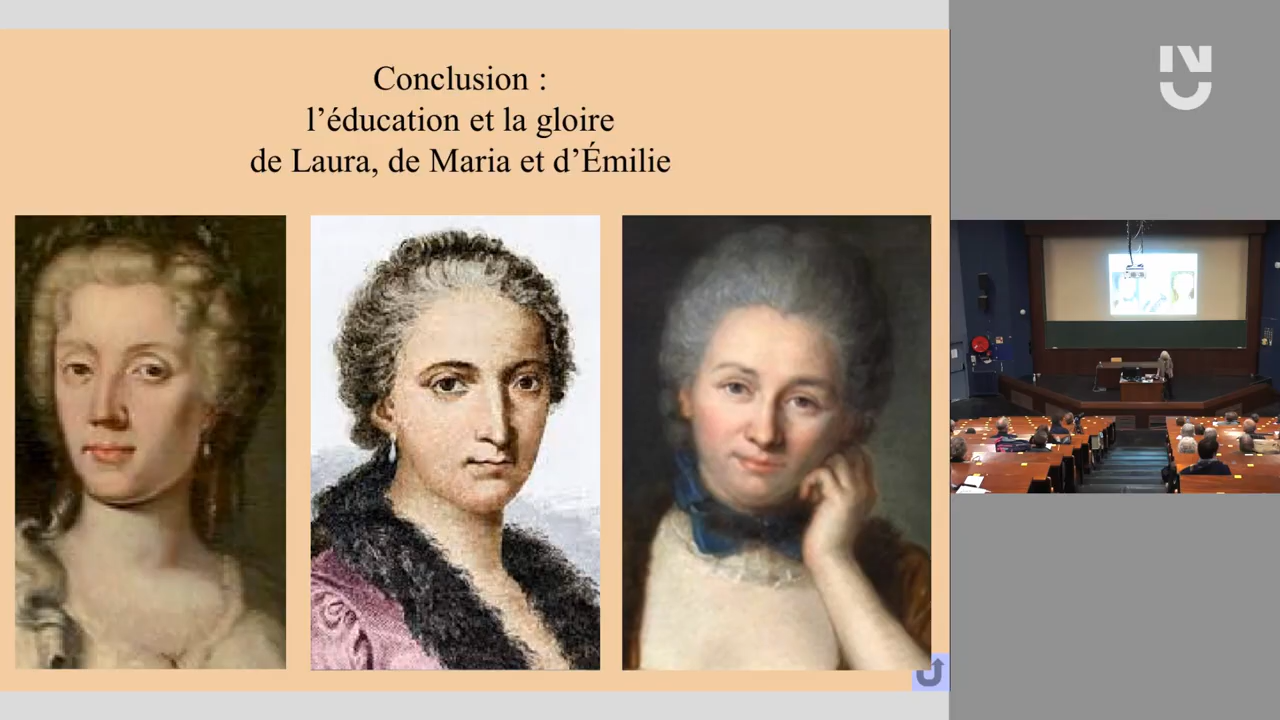 Conclusion :
l’éducation et la gloire
de Laura, de Maria et d’Émilie